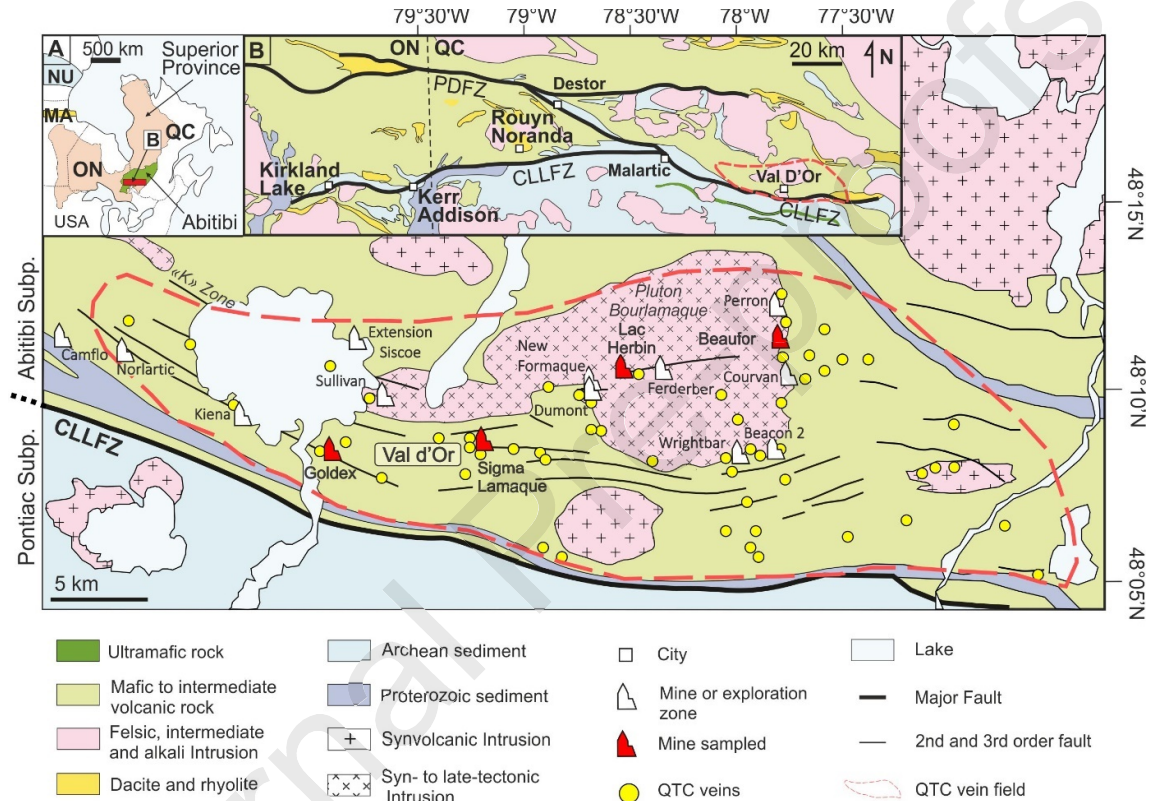 79°30'W 79°W 78°30'W 78°W 77°30'W
A
500 km
Superior
Province
NU
MA
B
QC
ON
USA
Abitibi
B
ON QC
20 km
N
PDFZ
Destor
Rouyn
Noranda
Kirkland
Lake
CLLFZ
Malartic
Val D'Or
Kerr
Addison
CLLFZ
48°15'N
48°10'N
48°05'N
Abitibi Subp.
Pontiac Subp.
«K» Zone
Camflo
Norlartic
Extension
Siscoe
Sullivan
Kiena
Pluton
Bourlamaque
Perron
Lac
Herbin
Beaufor
New
Formaque
Ferderber
Courvan
Dumont
Wrightbar
Beacon 2
CLLFZ
Goldex
Val d'Or
Sigma
Lamaque
5 km
Ultramafic rock
Mafic to intermediate
volcanic rock
Felsic, intermediate
and alkali Intrusion
Dacite and rhyolite
Archean sediment
Proterozoic sediment
Synvolcanic Intrusion
Syn- to late-tectonic
Intrusion
City
Mine or exploration
zone
Mine sampled
QTC veins
Lake
Major Fault
2nd and 3rd order fault
QTC vein field